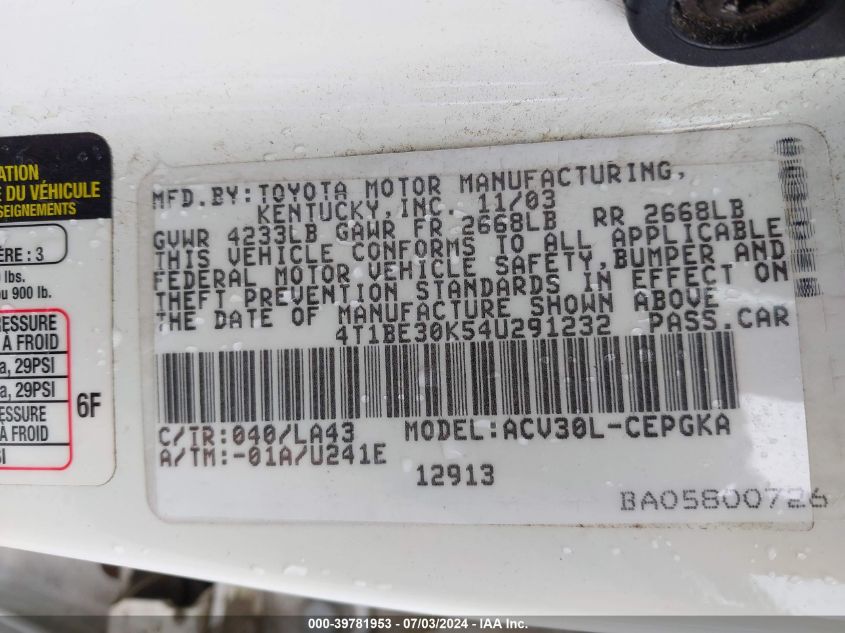 ATION
E DU VÉHICULE
SEIGNEMENTS
ÈRE : 3
0 lbs.
ou 900 lb.
PRESSURE
À FROID
a, 29PSI
a, 29PSI
PRESSURE
À FROID
SI
6F
MFD.BY:TOYOTA MOTOR MANUFACTURING,
KENTUCKY,INC. 11/03
GVWR 4233LB GAWR FR 2668LB RR 2668LB
THIS VEHICLE CONFORMS TO ALL APPLICABLE
FEDERAL MOTOR VEHICLE SAFETY,BUMPER AND
THEFT PREVENTION STANDARDS IN EFFECT ON
THE DATE OF MANUFACTURE SHOWN ABOVE
4T1BE30K54U291232 PASS.CAR
C/TR:040/LA43 MODEL:ACV30L-CEPGKA
A/TM:-01A/U241E
12913
BA05800726
000-39781953 - 07/03/2024 - IAA Inc.